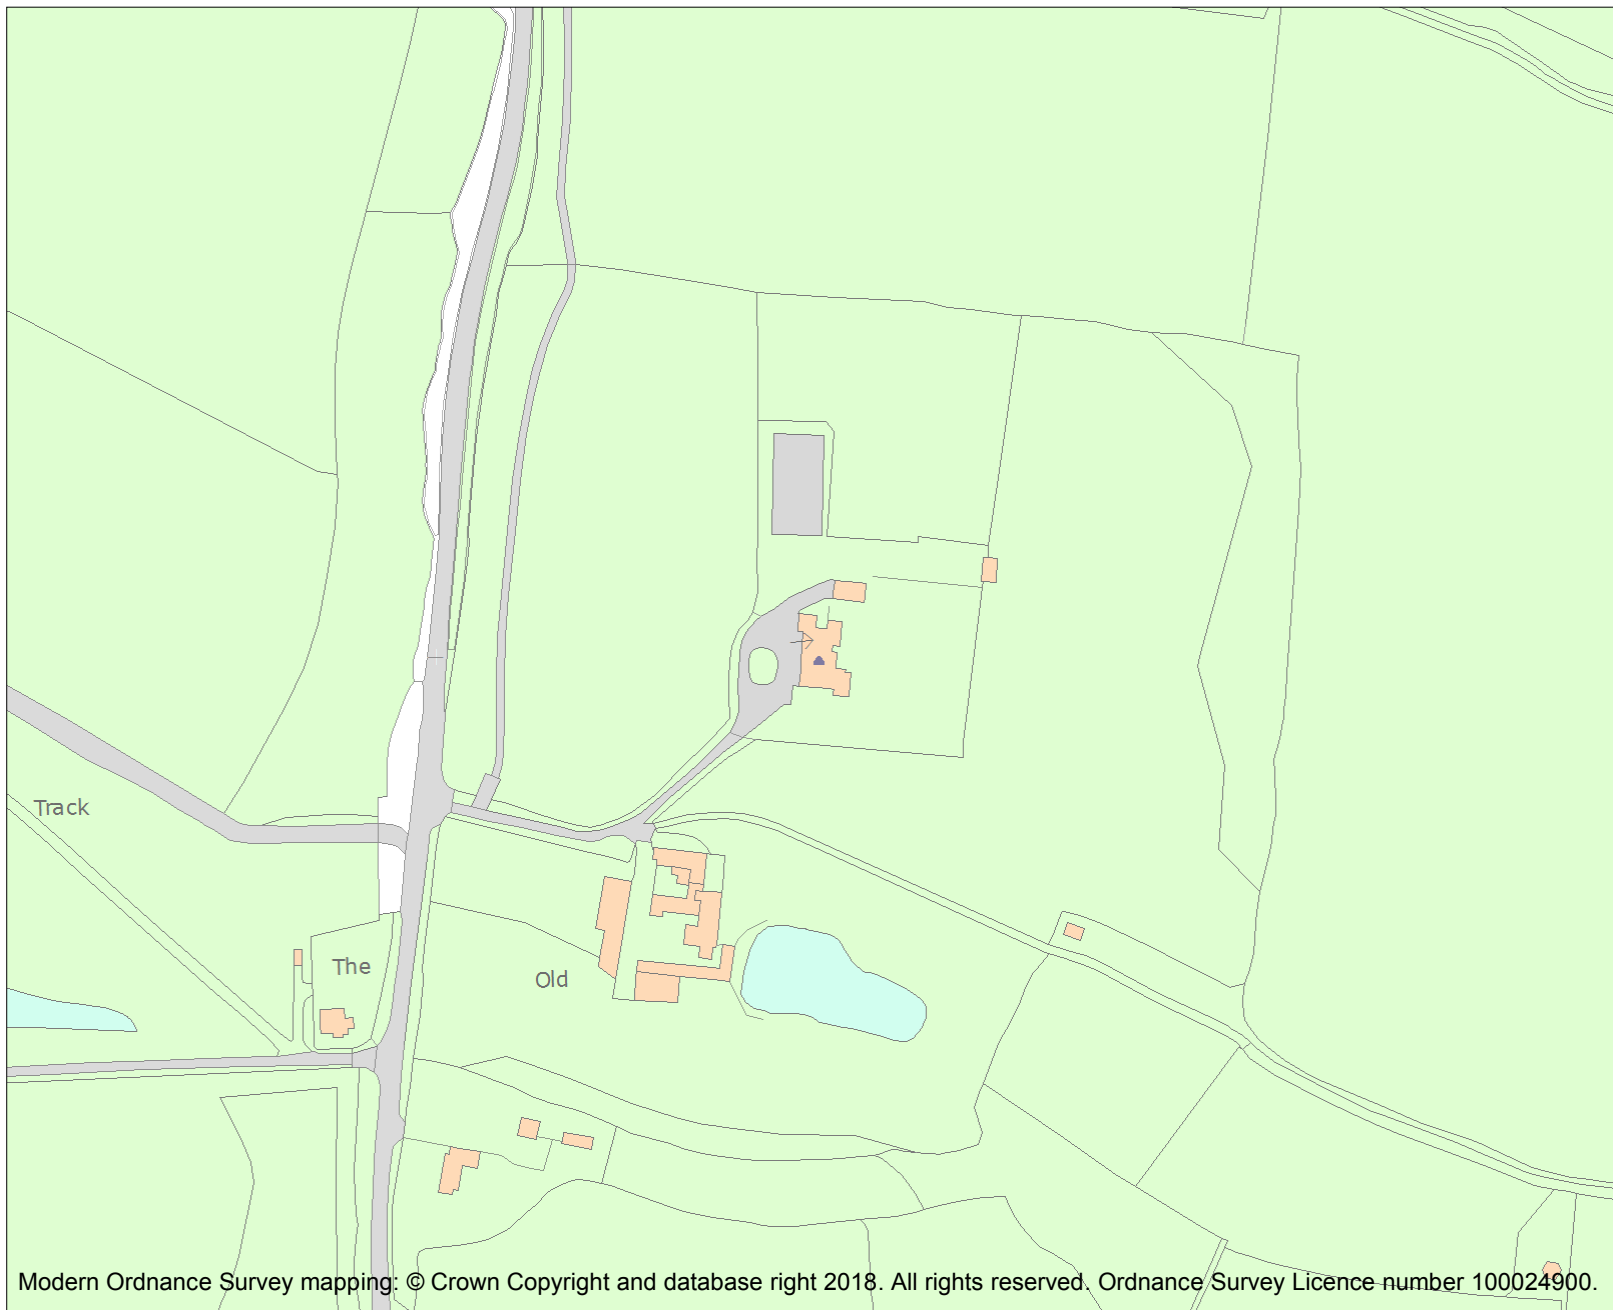 Track
The
Old
Modern Ordnance Survey mapping: © Crown Copyright and database right 2018. All rights reserved. Ordnance Survey Licence number 100024900.